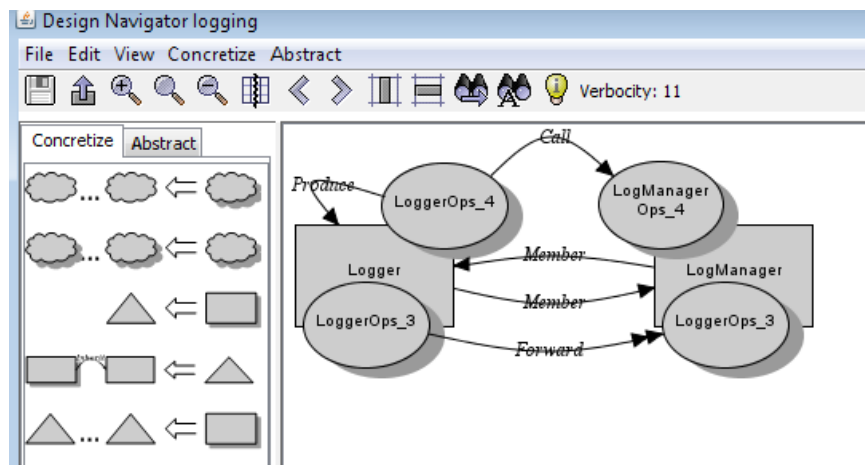 Design Navigator logging
File Edit View Concretize Abstract
Verbocity: 11
Concretize Abstract
Call
Produce
LoggerOps_4
LogManager
Ops_4
Logger
Member
LogManager
Member
LoggerOps_3
LoggerOps_3
Forward